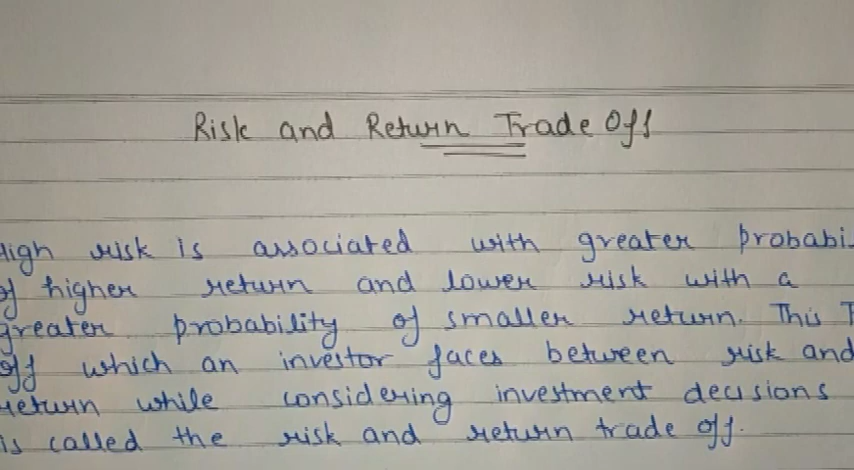 Risk and Return Trade Off
High risk is associated with greater probabi
of higher return and lower risk with a
greater probability of smaller return. This T
off which an investor faces between risk and
return while considering investment decisions
is called the risk and return trade off.